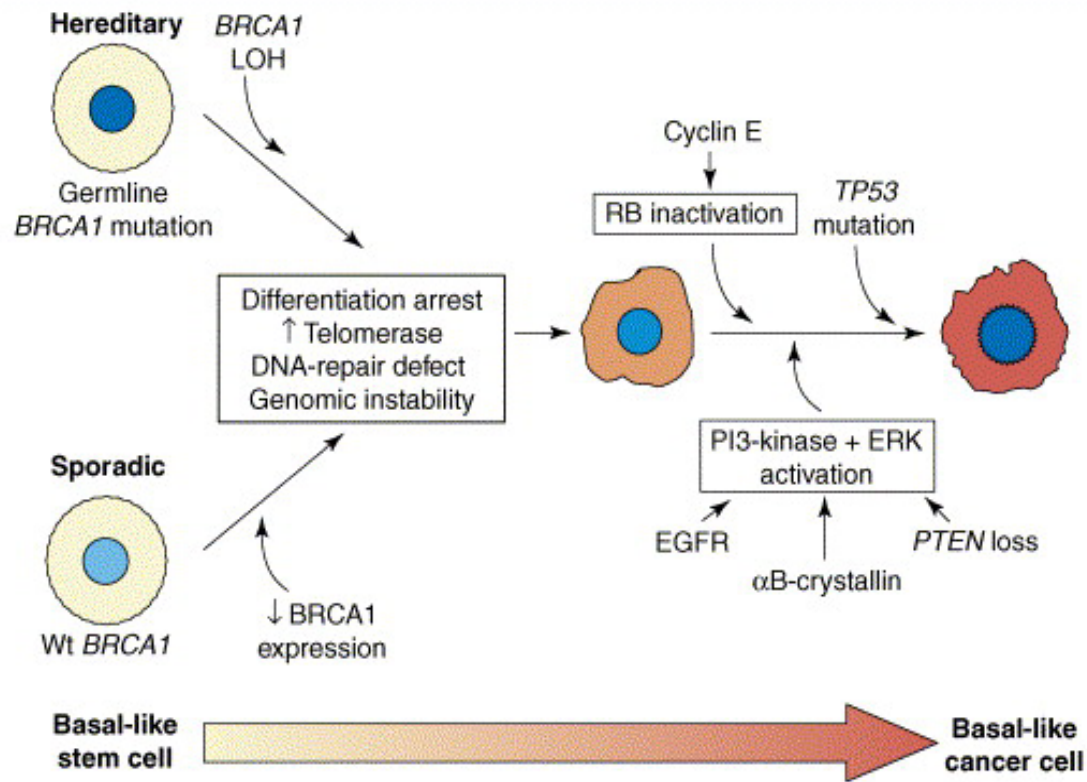 Hereditary
BRCA1
LOH
Germline
BRCA1 mutation
Cyclin E
RB inactivation
TP53
mutation
Differentiation arrest
↑ Telomerase
DNA-repair defect
Genomic instability
PI3-kinase + ERK
activation
EGFR
αB-crystallin
PTEN loss
Sporadic
Wt BRCA1
↓ BRCA1
expression
Basal-like
stem cell
Basal-like
cancer cell